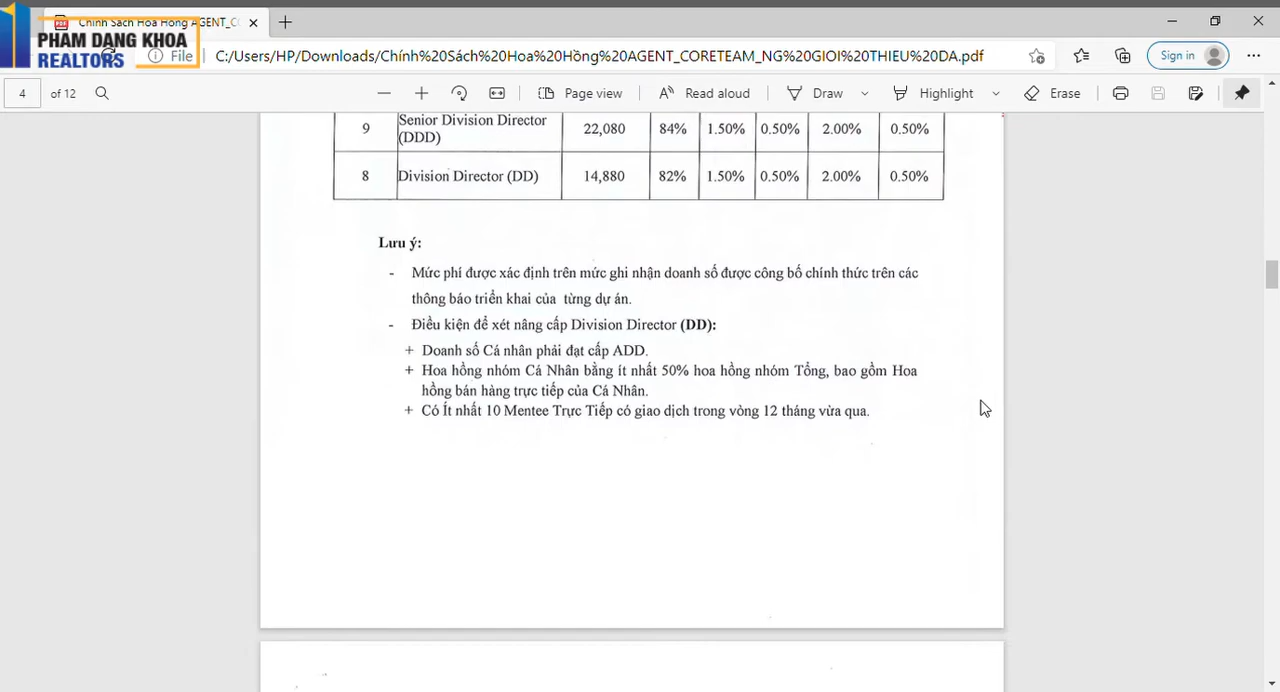 Chính Sách Hoa Hồng AGENT_C
PHAM DANG KHOA
REALTORS
File
C:/Users/HP/Downloads/Chính%20Sách%20Hoa%20Hồng%20AGENT_CORETEAM_NG%20GIOI%20THIEU%20DA.pdf
Sign in
4 of 12
Page view
Read aloud
Draw
Highlight
Erase
9 Senior Division Director (DDD) 22,080 84% 1.50% 0.50% 2.00% 0.50%
8 Division Director (DD) 14,880 82% 1.50% 0.50% 2.00% 0.50%
Lưu ý:
- Mức phí được xác định trên mức ghi nhận doanh số được công bố chính thức trên các
thông báo triển khai của từng dự án.
- Điều kiện để xét nâng cấp Division Director (DD):
+ Doanh số Cá nhân phải đạt cấp ADD.
+ Hoa hồng nhóm Cá Nhân bằng ít nhất 50% hoa hồng nhóm Tổng, bao gồm Hoa
hồng bán hàng trực tiếp của Cá Nhân.
+ Có Ít nhất 10 Mentee Trực Tiếp có giao dịch trong vòng 12 tháng vừa qua.